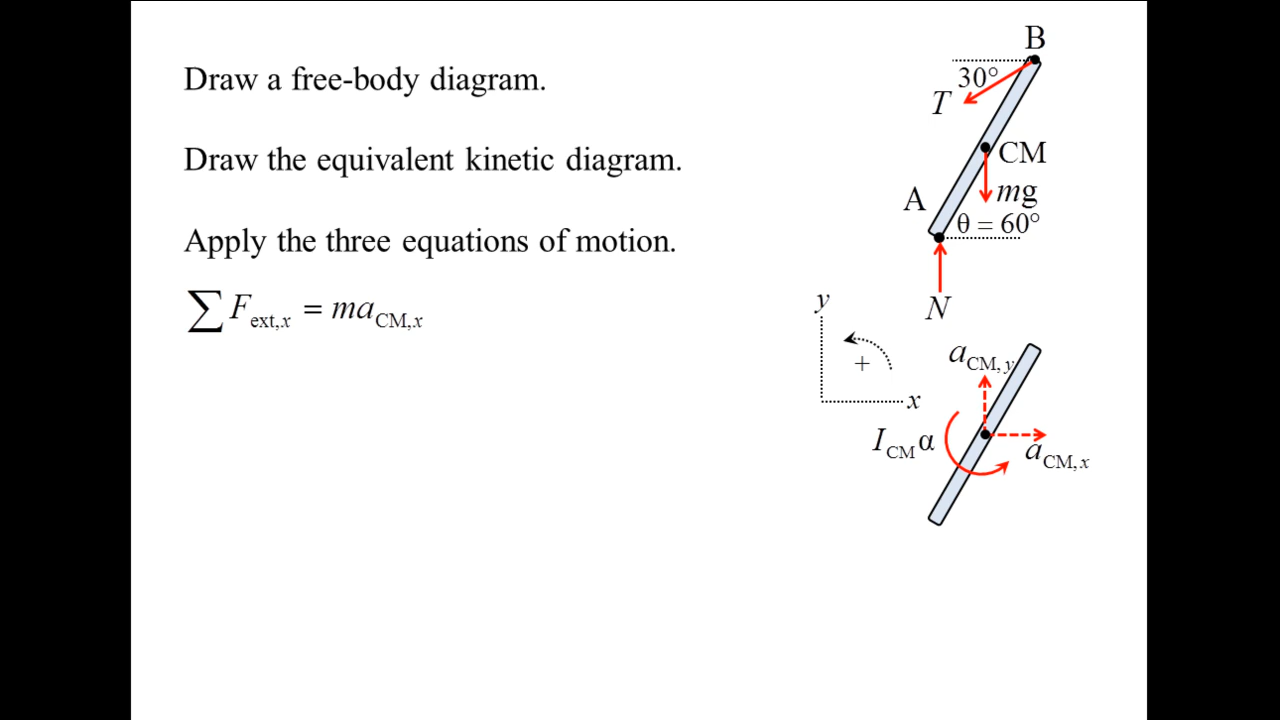 Draw a free-body diagram.
Draw the equivalent kinetic diagram.
Apply the three equations of motion.
∑F_ext,x = ma_CM,x
B
30°
T
CM
mg
A
θ = 60°
N
y
+
x
a_CM,y
I_CM α
a_CM,x